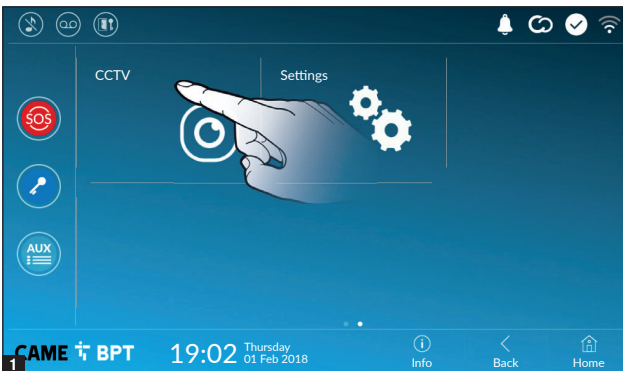 CCTV
Settings
SOS
AUX
1
CAME BPT
19:02
Thursday
01 Feb 2018
Info
Back
Home